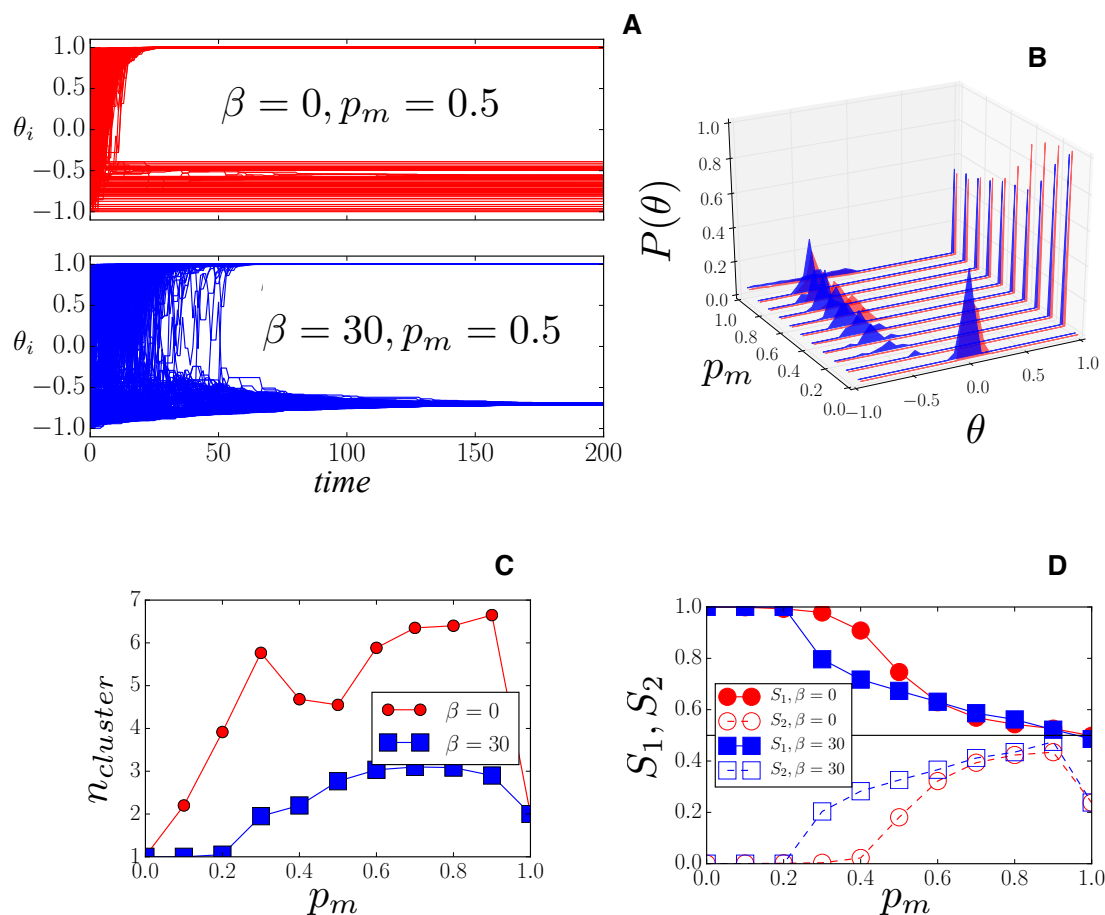 A
1.0
0.5
θ_i 0.0
−0.5
−1.0
β = 0, p_m = 0.5
1.0
0.5
θ_i 0.0
−0.5
−1.0
β = 30, p_m = 0.5
0 50 100 150 200
time
B
1.0
0.8
0.6
0.4
0.2
0.0
P(θ)
1.0
0.8
0.6
0.4
0.2
0.0
p_m
−1.0 −0.5 0.0 0.5 1.0
θ
C
7
6
5
4
3
2
1
n_cluster
β = 0
β = 30
0.0 0.2 0.4 0.6 0.8 1.0
p_m
D
1.0
0.8
0.6
0.4
0.2
0.0
S_1, S_2
S_1, β = 0
S_2, β = 0
S_1, β = 30
S_2, β = 30
0.0 0.2 0.4 0.6 0.8 1.0
p_m